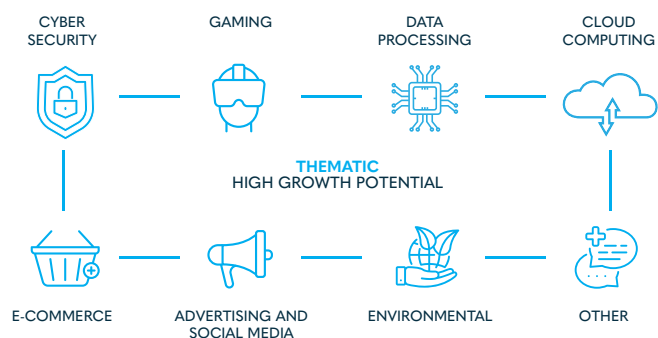 CYBER
SECURITY
GAMING
DATA
PROCESSING
CLOUD
COMPUTING
THEMATIC
HIGH GROWTH POTENTIAL
E-COMMERCE
ADVERTISING AND
SOCIAL MEDIA
ENVIRONMENTAL
OTHER